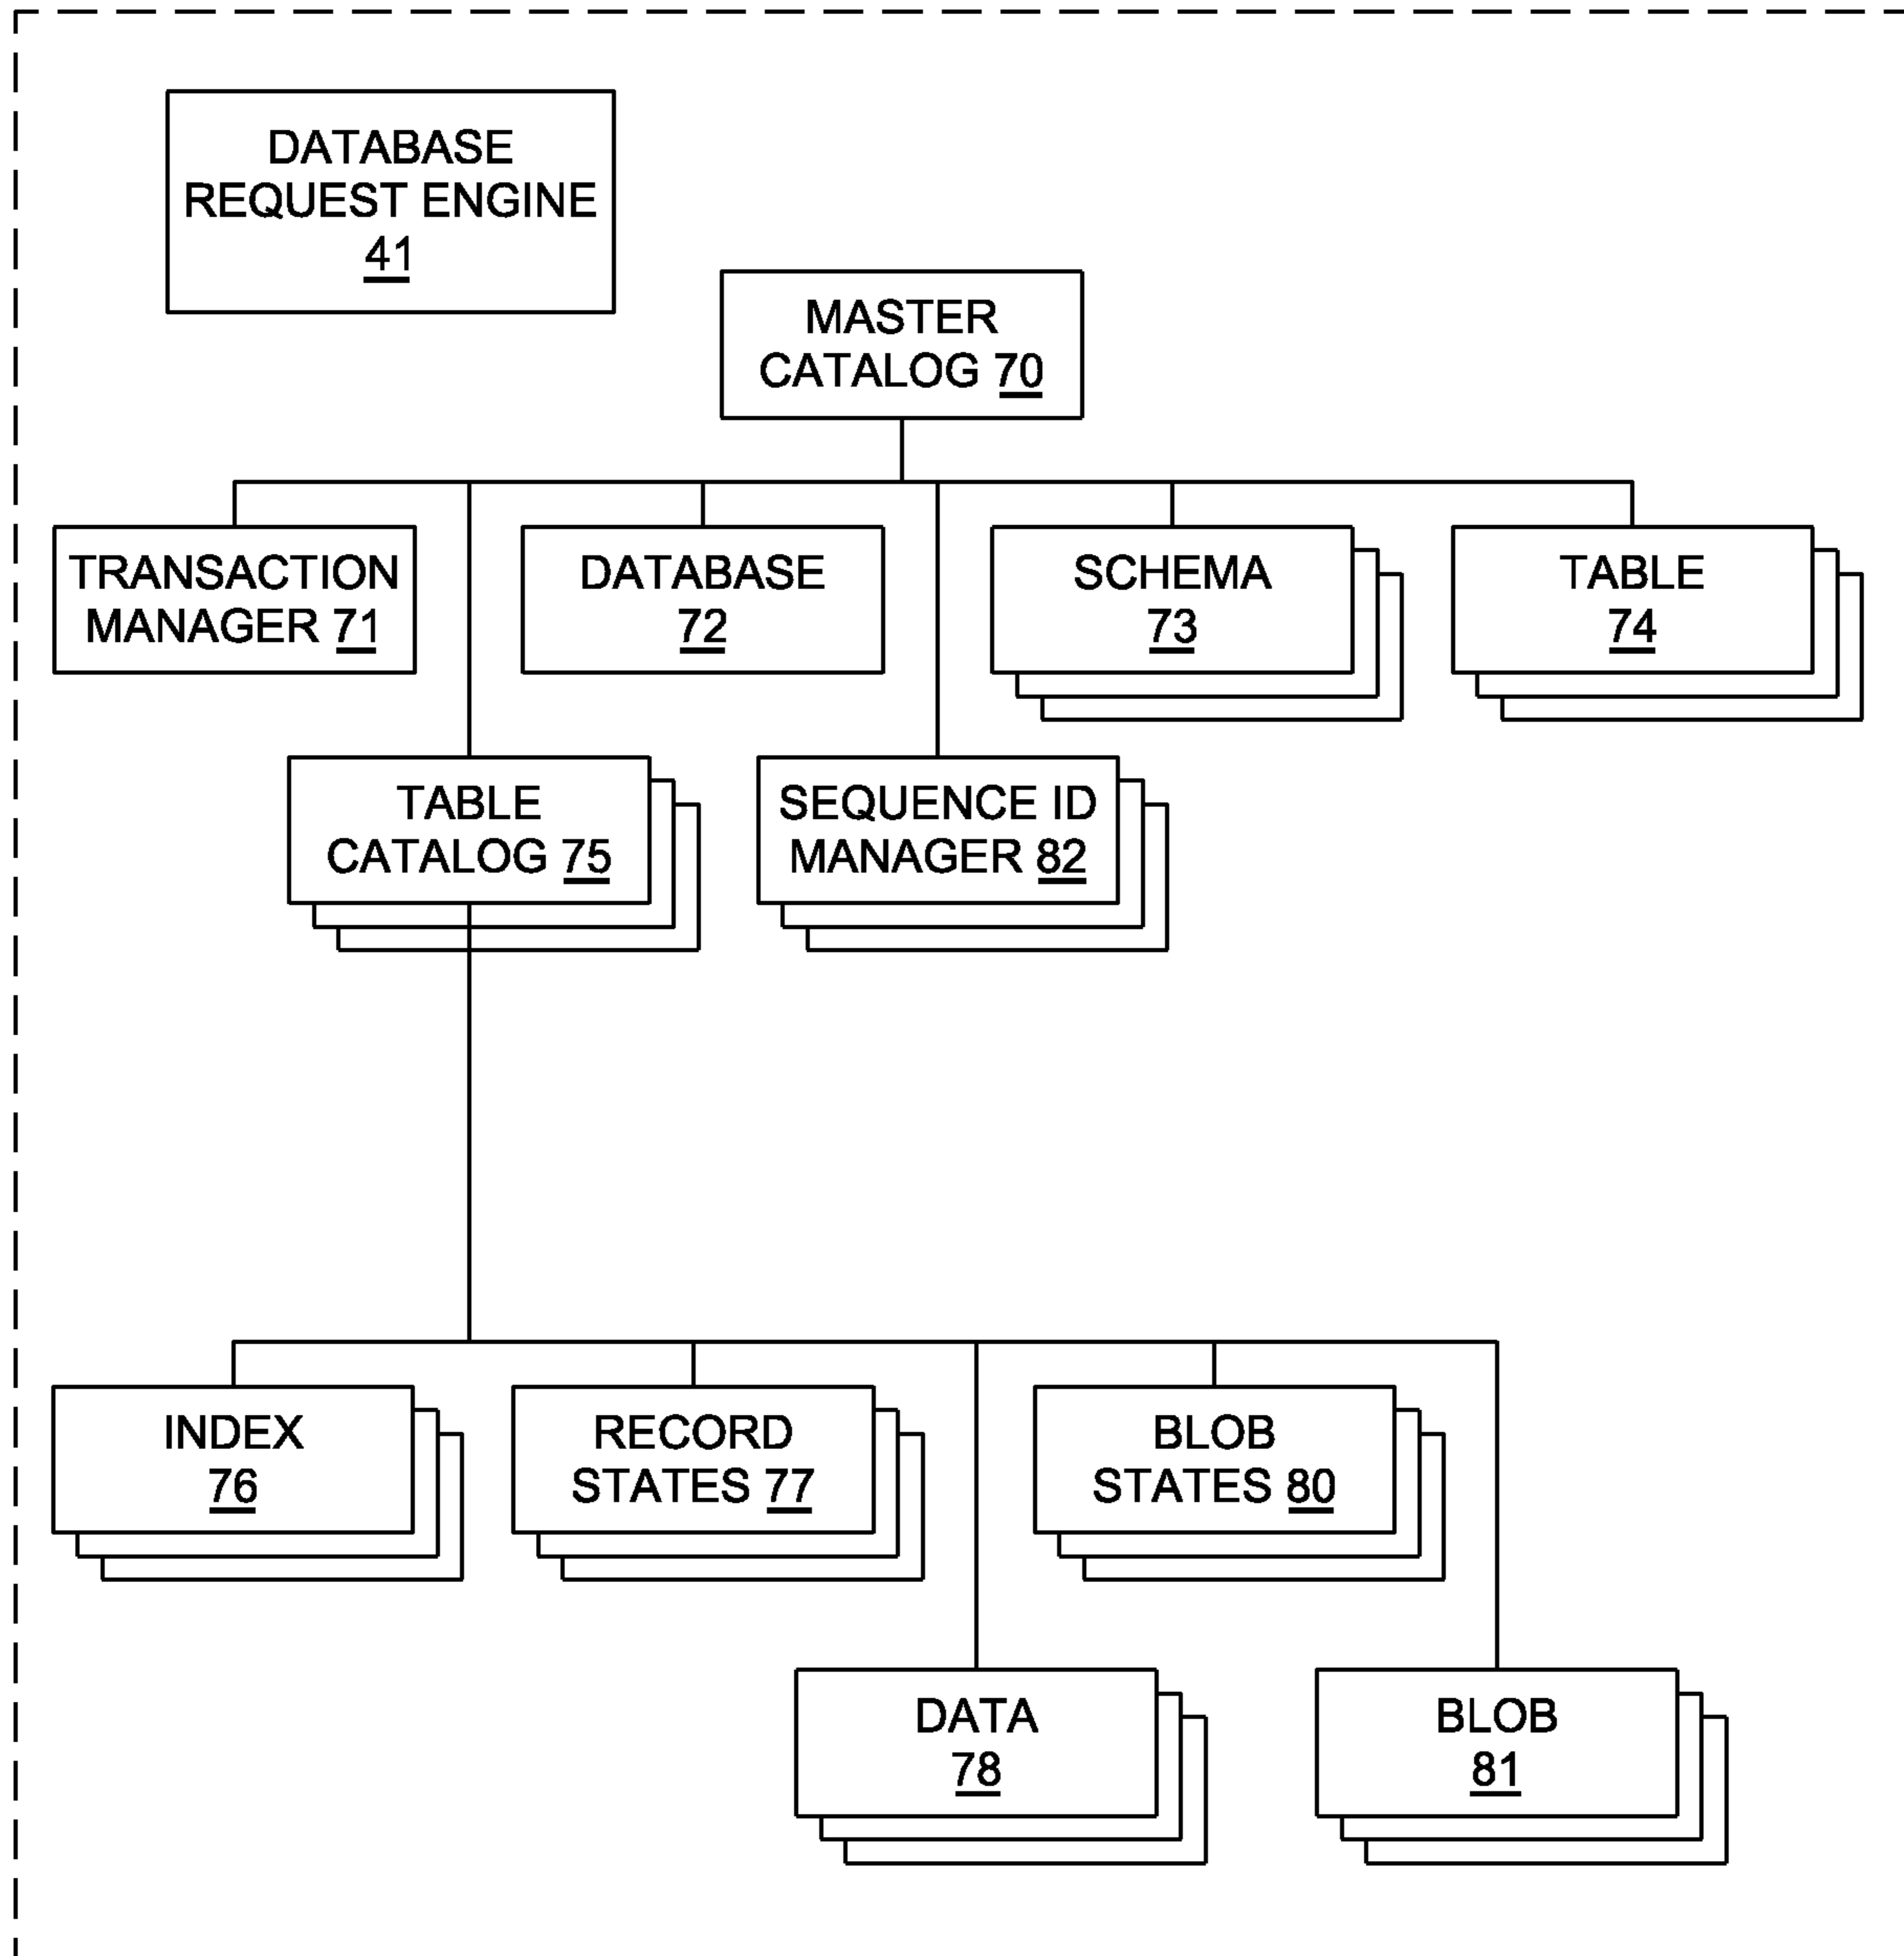 DATABASE
REQUEST ENGINE
41
MASTER
CATALOG 70
TRANSACTION
MANAGER 71
DATABASE
72
SCHEMA
73
TABLE
74
TABLE
CATALOG 75
SEQUENCE ID
MANAGER 82
INDEX
76
RECORD
STATES 77
BLOB
STATES 80
DATA
78
BLOB
81